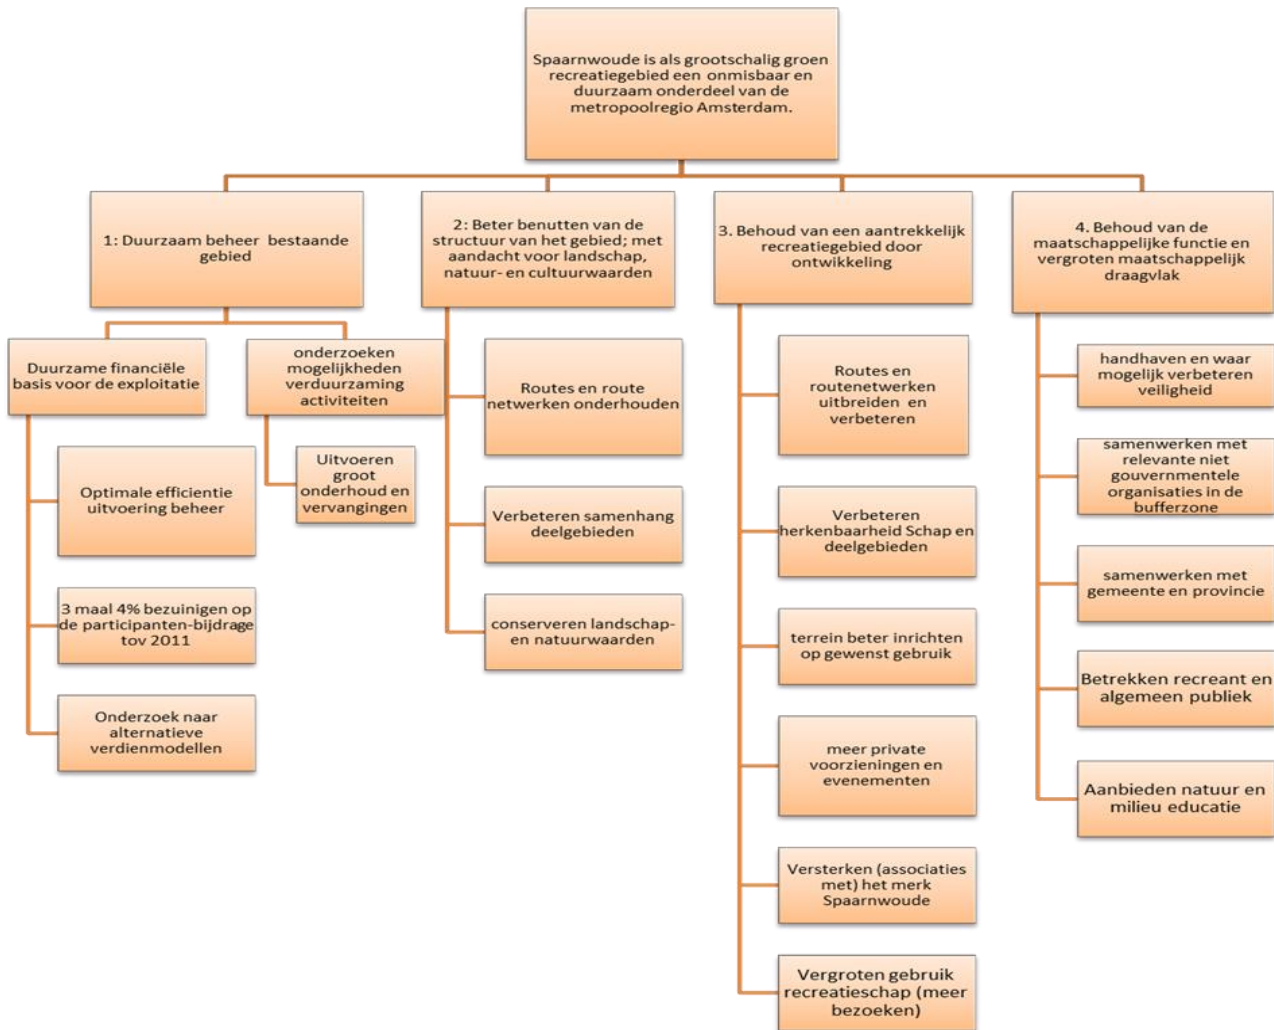 Spaarnwoude is als grootschalig groen
recreatiegebied een onmisbaar en
duurzaam onderdeel van de
metropoolregio Amsterdam.
1: Duurzaam beheer bestaande
gebied
Duurzame financiële
basis voor de exploitatie
Optimale efficientie
uitvoering beheer
3 maal 4% bezuinigen op
de participanten-bijdrage
tov 2011
Onderzoek naar
alternatieve
verdienmodellen
onderzoeken
mogelijkheden
verduurzaming
activiteiten
Uitvoeren
groot
onderhoud en
vervangingen
2: Beter benutten van de
structuur van het gebied; met
aandacht voor landschap,
natuur- en cultuurwaarden
Routes en route
netwerken onderhouden
Verbeteren samenhang
deelgebieden
conserveren landschap-
en natuurwaarden
3. Behoud van een aantrekkelijk
recreatiegebied door
ontwikkeling
Routes en
routenetwerken
uitbreiden en
verbeteren
Verbeteren
herkenbaarheid Schap en
deelgebieden
terrein beter inrichten
op gewenst gebruik
meer private
voorzieningen en
evenementen
Versterken (associaties
met) het merk
Spaarnwoude
Vergroten gebruik
recreatieschap (meer
bezoeken)
4. Behoud van de
maatschappelijke functie en
vergroten maatschappelijk
draagvlak
handhaven en waar
mogelijk verbeteren
veiligheid
samenwerken met
relevante niet
gouvernmentele
organisaties in de
bufferzone
samenwerken met
gemeente en provincie
Betrekken recreant en
algemeen publiek
Aanbieden natuur en
milieu educatie